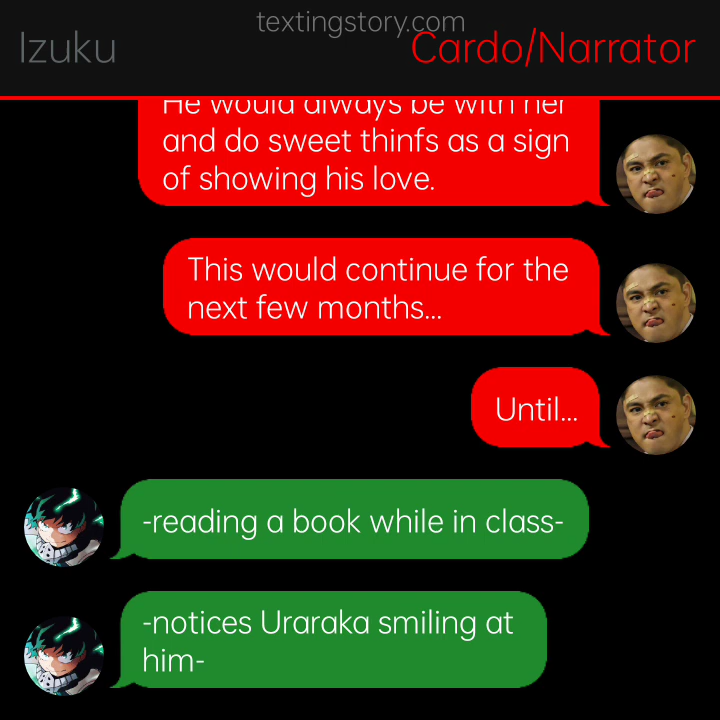 textingstory.com
Izuku
Cardo/Narrator
He would always be with her
and do sweet thinfs as a sign
of showing his love.
This would continue for the
next few months...
Until...
-reading a book while in class-
-notices Uraraka smiling at
him-